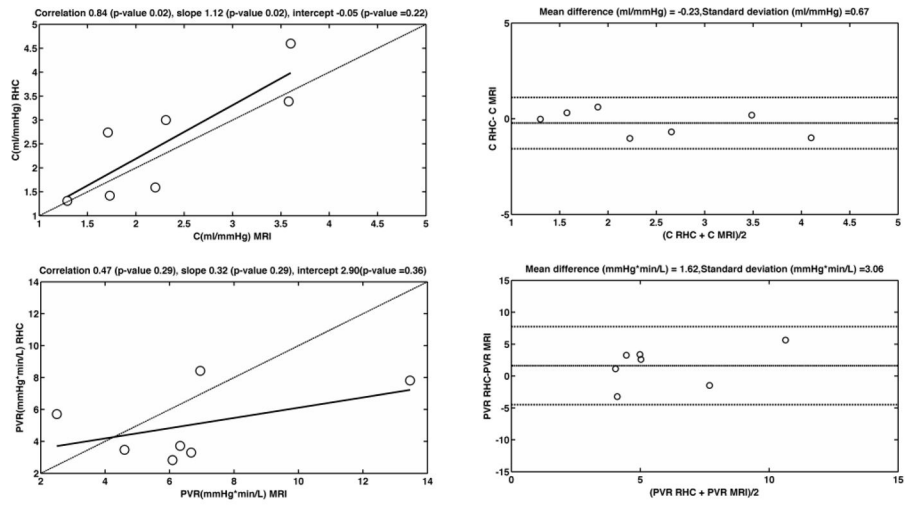 Correlation 0.84 (p-value 0.02), slope 1.12 (p-value 0.02), intercept -0.05 (p-value =0.22)
5
4.5
4
3.5
3
2.5
2
1.5
1
C(ml/mmHg) RHC
1 1.5 2 2.5 3 3.5 4 4.5 5
C(ml/mmHg) MRI
Mean difference (ml/mmHg) = -0.23,Standard deviation (ml/mmHg) =0.67
5
0
-5
C RHC- C MRI
1 1.5 2 2.5 3 3.5 4 4.5 5
(C RHC + C MRI)/2
Correlation 0.47 (p-value 0.29), slope 0.32 (p-value 0.29), intercept 2.90(p-value =0.36)
14
12
10
8
6
4
2
PVR(mmHg*min/L) RHC
2 4 6 8 10 12 14
PVR(mmHg*min/L) MRI
Mean difference (mmHg*min/L) = 1.62,Standard deviation (mmHg*min/L) =3.06
15
10
5
0
-5
-10
-15
PVR RHC-PVR MRI
0 5 10 15
(PVR RHC + PVR MRI)/2